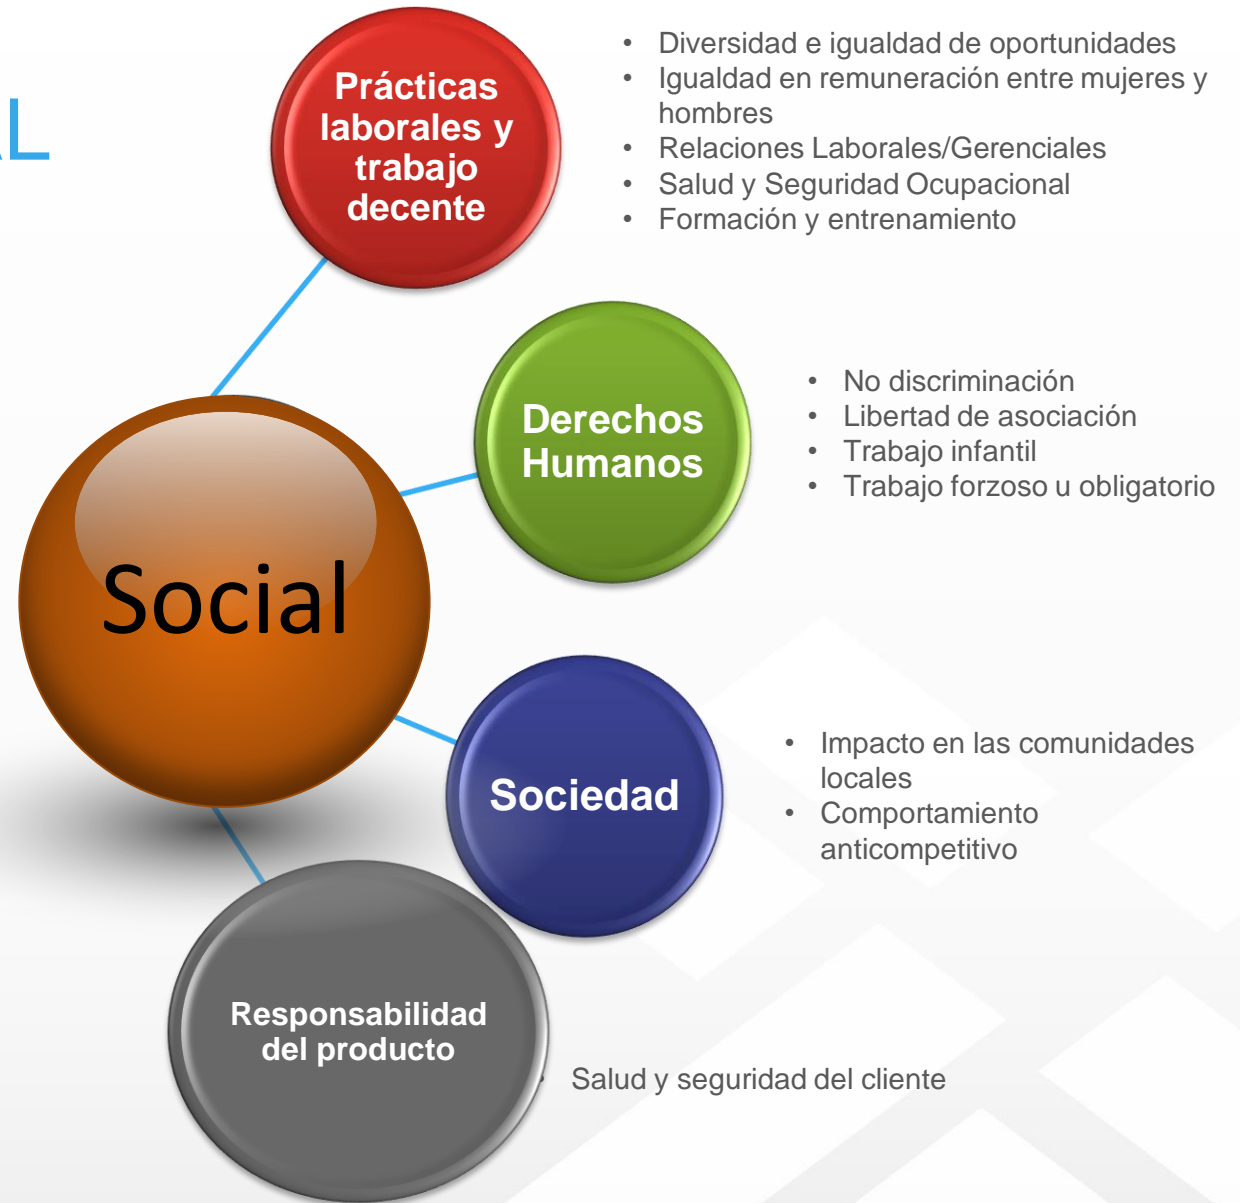 AL
Prácticas
laborales y
trabajo
decente
• Diversidad e igualdad de oportunidades
• Igualdad en remuneración entre mujeres y
hombres
• Relaciones Laborales/Gerenciales
• Salud y Seguridad Ocupacional
• Formación y entrenamiento
Derechos
Humanos
• No discriminación
• Libertad de asociación
• Trabajo infantil
• Trabajo forzoso u obligatorio
Social
Sociedad
• Impacto en las comunidades
locales
• Comportamiento
anticompetitivo
Responsabilidad
del producto
• Salud y seguridad del cliente